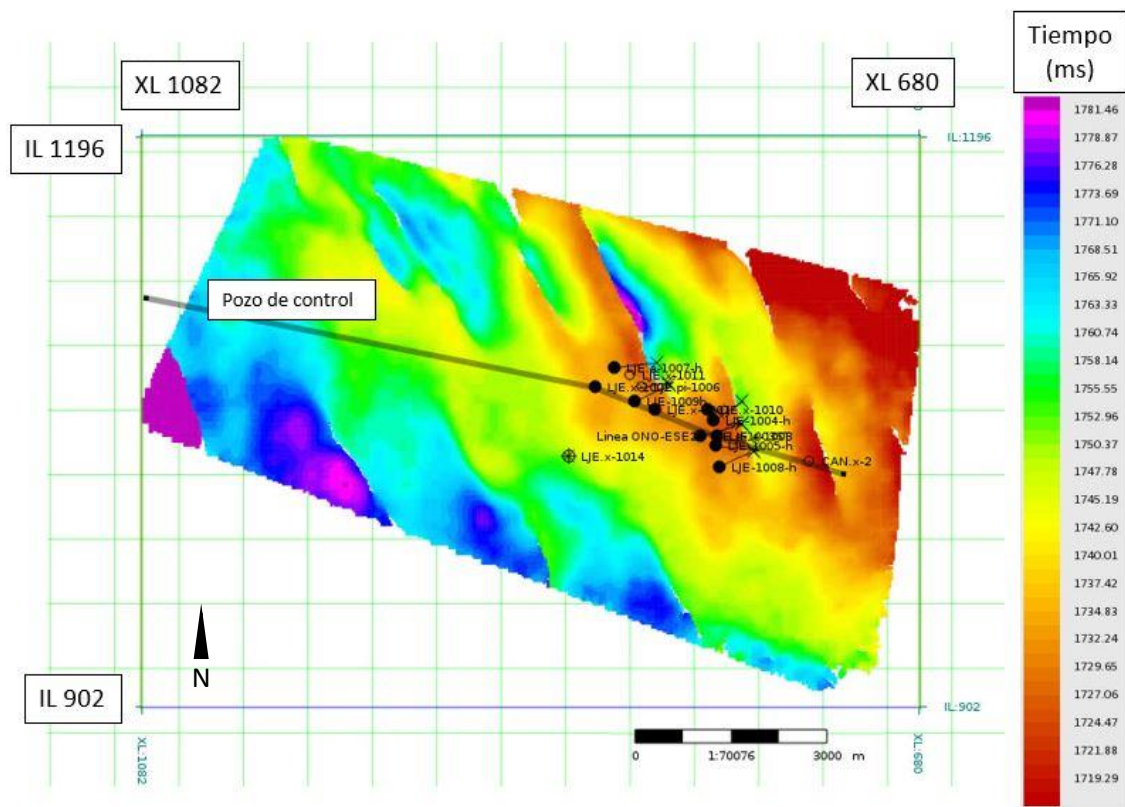 Tiempo
(ms)
XL 1082
XL 680
IL 1196
IL:1196
1781.46
1778.87
1776.28
1773.69
1771.10
1768.51
1765.92
1763.33
1760.74
1758.14
1755.55
1752.96
1750.37
1747.78
1745.19
1742.60
1740.01
1737.42
1734.83
1732.24
1729.65
1727.06
1724.47
1721.88
1719.29
Pozo de control
LJE.x-1007-h
LJE.x-1011
pi-1006
LJE-1009h
LJE.x-1010
LJE-1004-h
Linea ONO-ESE
LJE-1005-h
LJE.x-1014
LJE-1008-h
CAN.x-2
N
IL 902
IL:902
XL:1082
XL:680
0
1:70076
3000 m